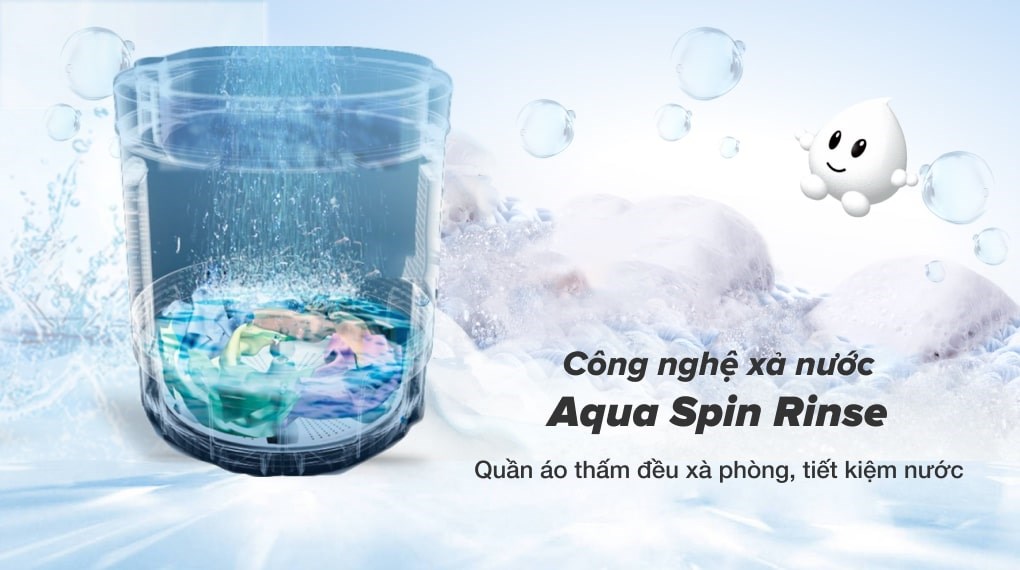 Công nghệ xả nước
Aqua Spin Rinse
Quần áo thấm đều xà phòng, tiết kiệm nước